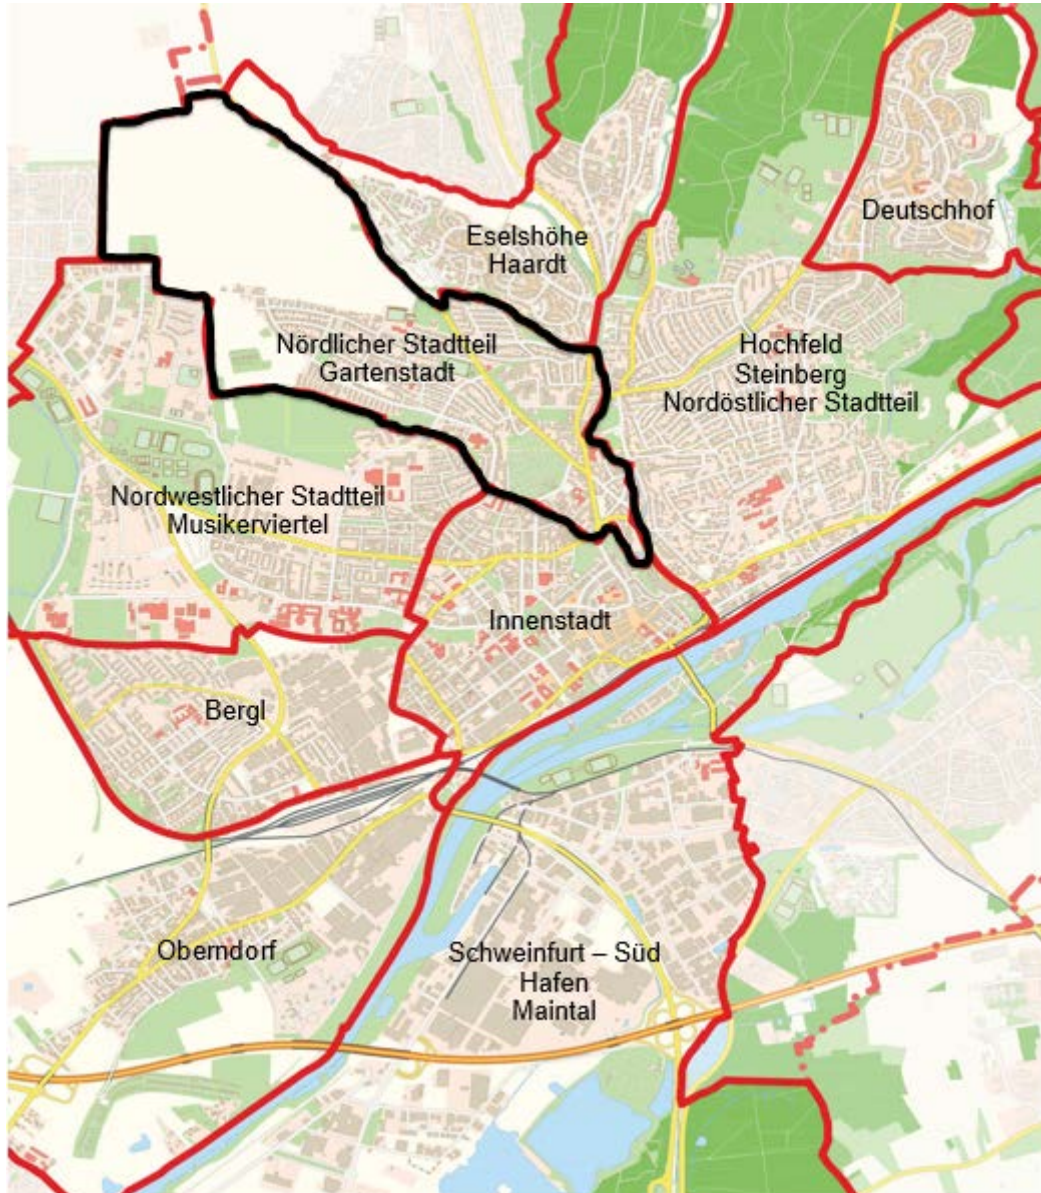 Deutschhof
Eselshöhe
Haardt
Nördlicher Stadtteil
Gartenstadt
Hochfeld
Steinberg
Nordöstlicher Stadtteil
Nordwestlicher Stadtteil
Musikerviertel
Innenstadt
Bergl
Oberndorf
Schweinfurt – Süd
Hafen
Maintal